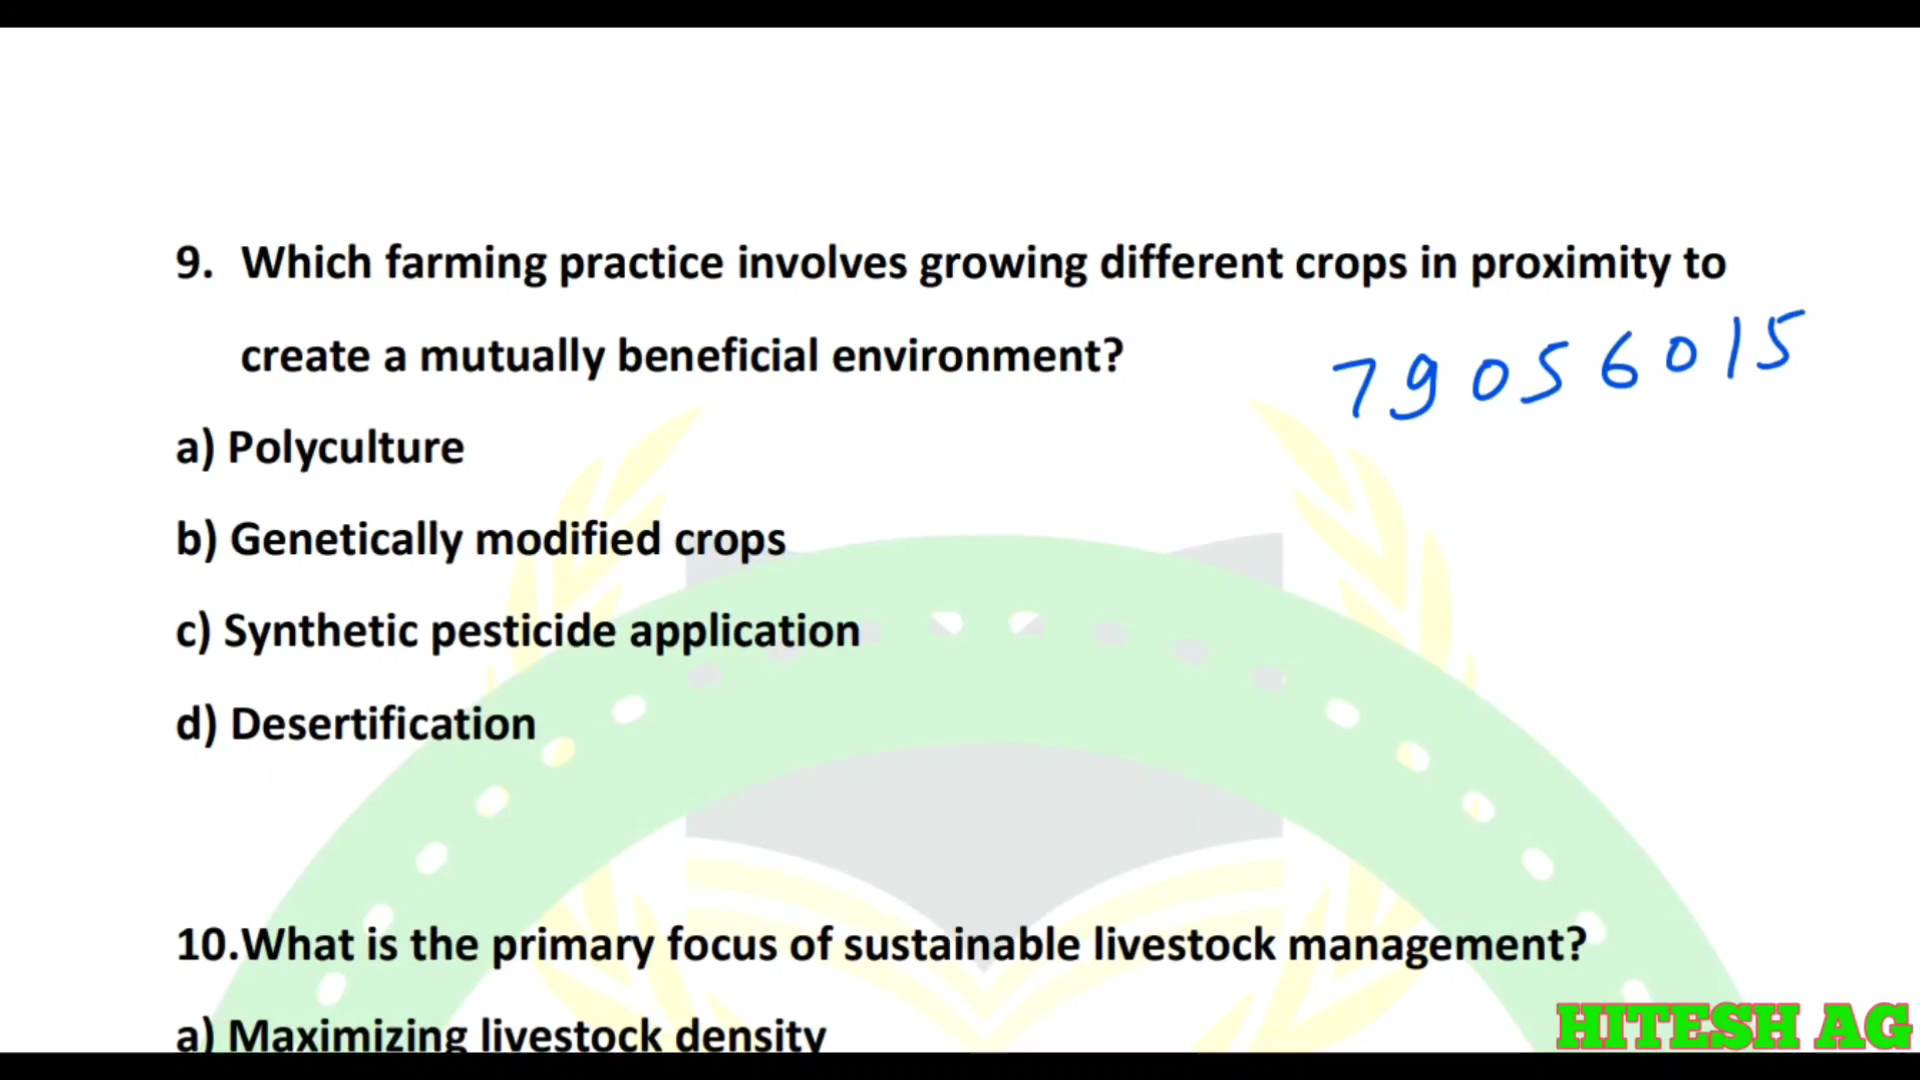 9. Which farming practice involves growing different crops in proximity to
create a mutually beneficial environment?
79056015
a) Polyculture
b) Genetically modified crops
c) Synthetic pesticide application
d) Desertification
10.What is the primary focus of sustainable livestock management?
a) Maximizing livestock density
HITESH AG